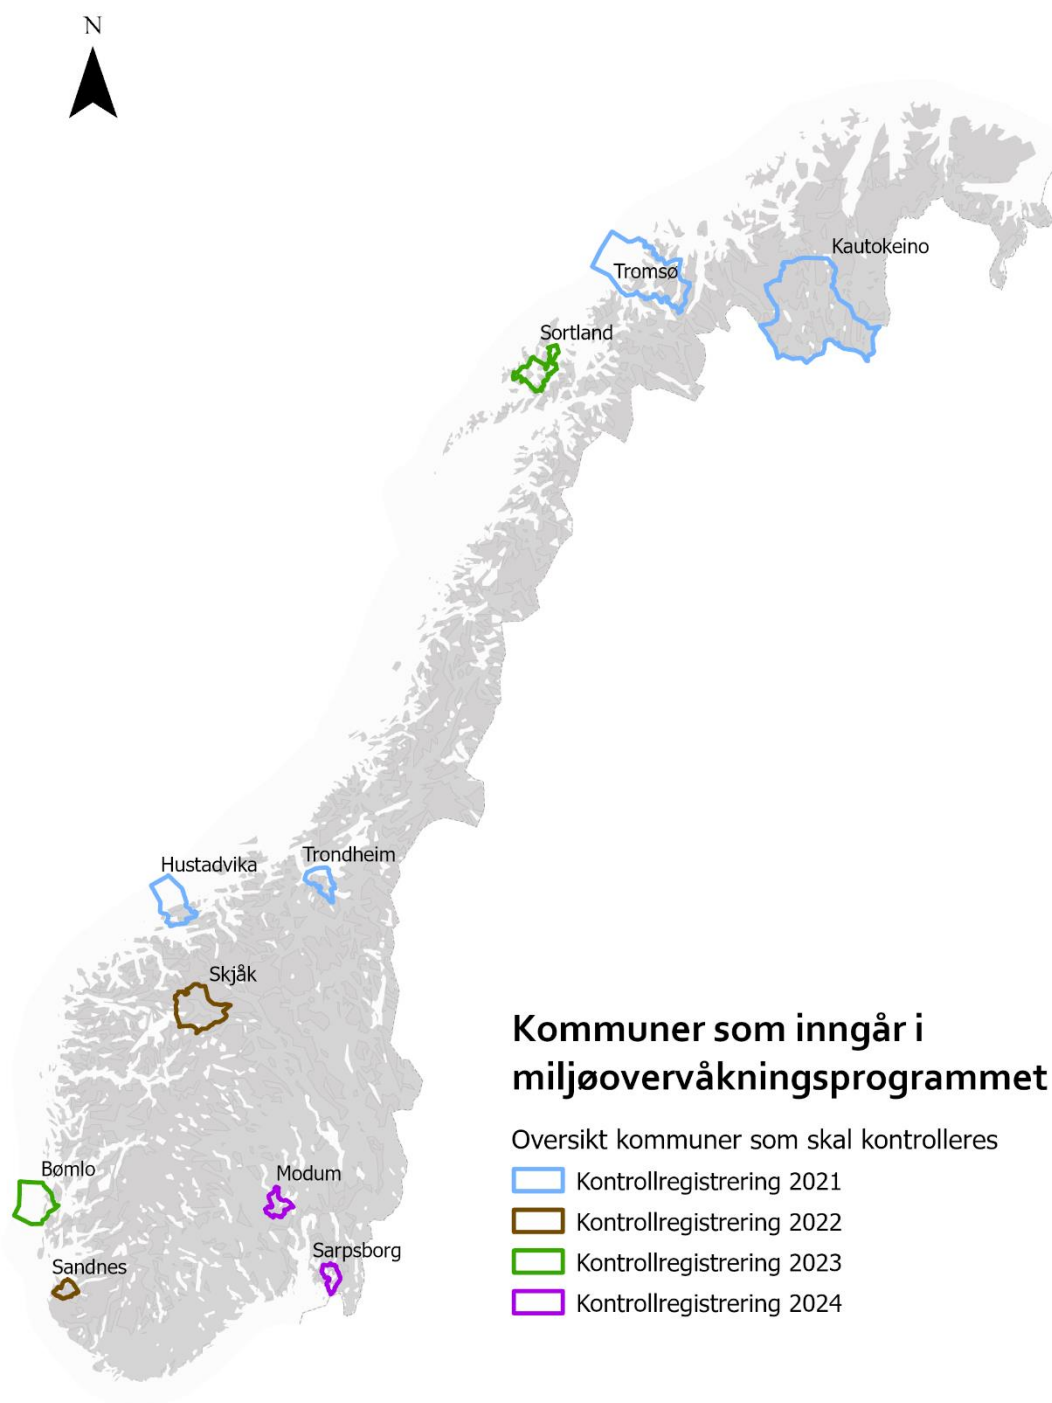 N
Kautokeino
Tromsø
Sortland
Trondheim
Hustadvika
Skjåk
Kommuner som inngår i
miljøovervåkningsprogrammet
Oversikt kommuner som skal kontrolleres
Kontrollregistrering 2021
Kontrollregistrering 2022
Kontrollregistrering 2023
Kontrollregistrering 2024
Bømlo
Modum
Sarpsborg
Sandnes